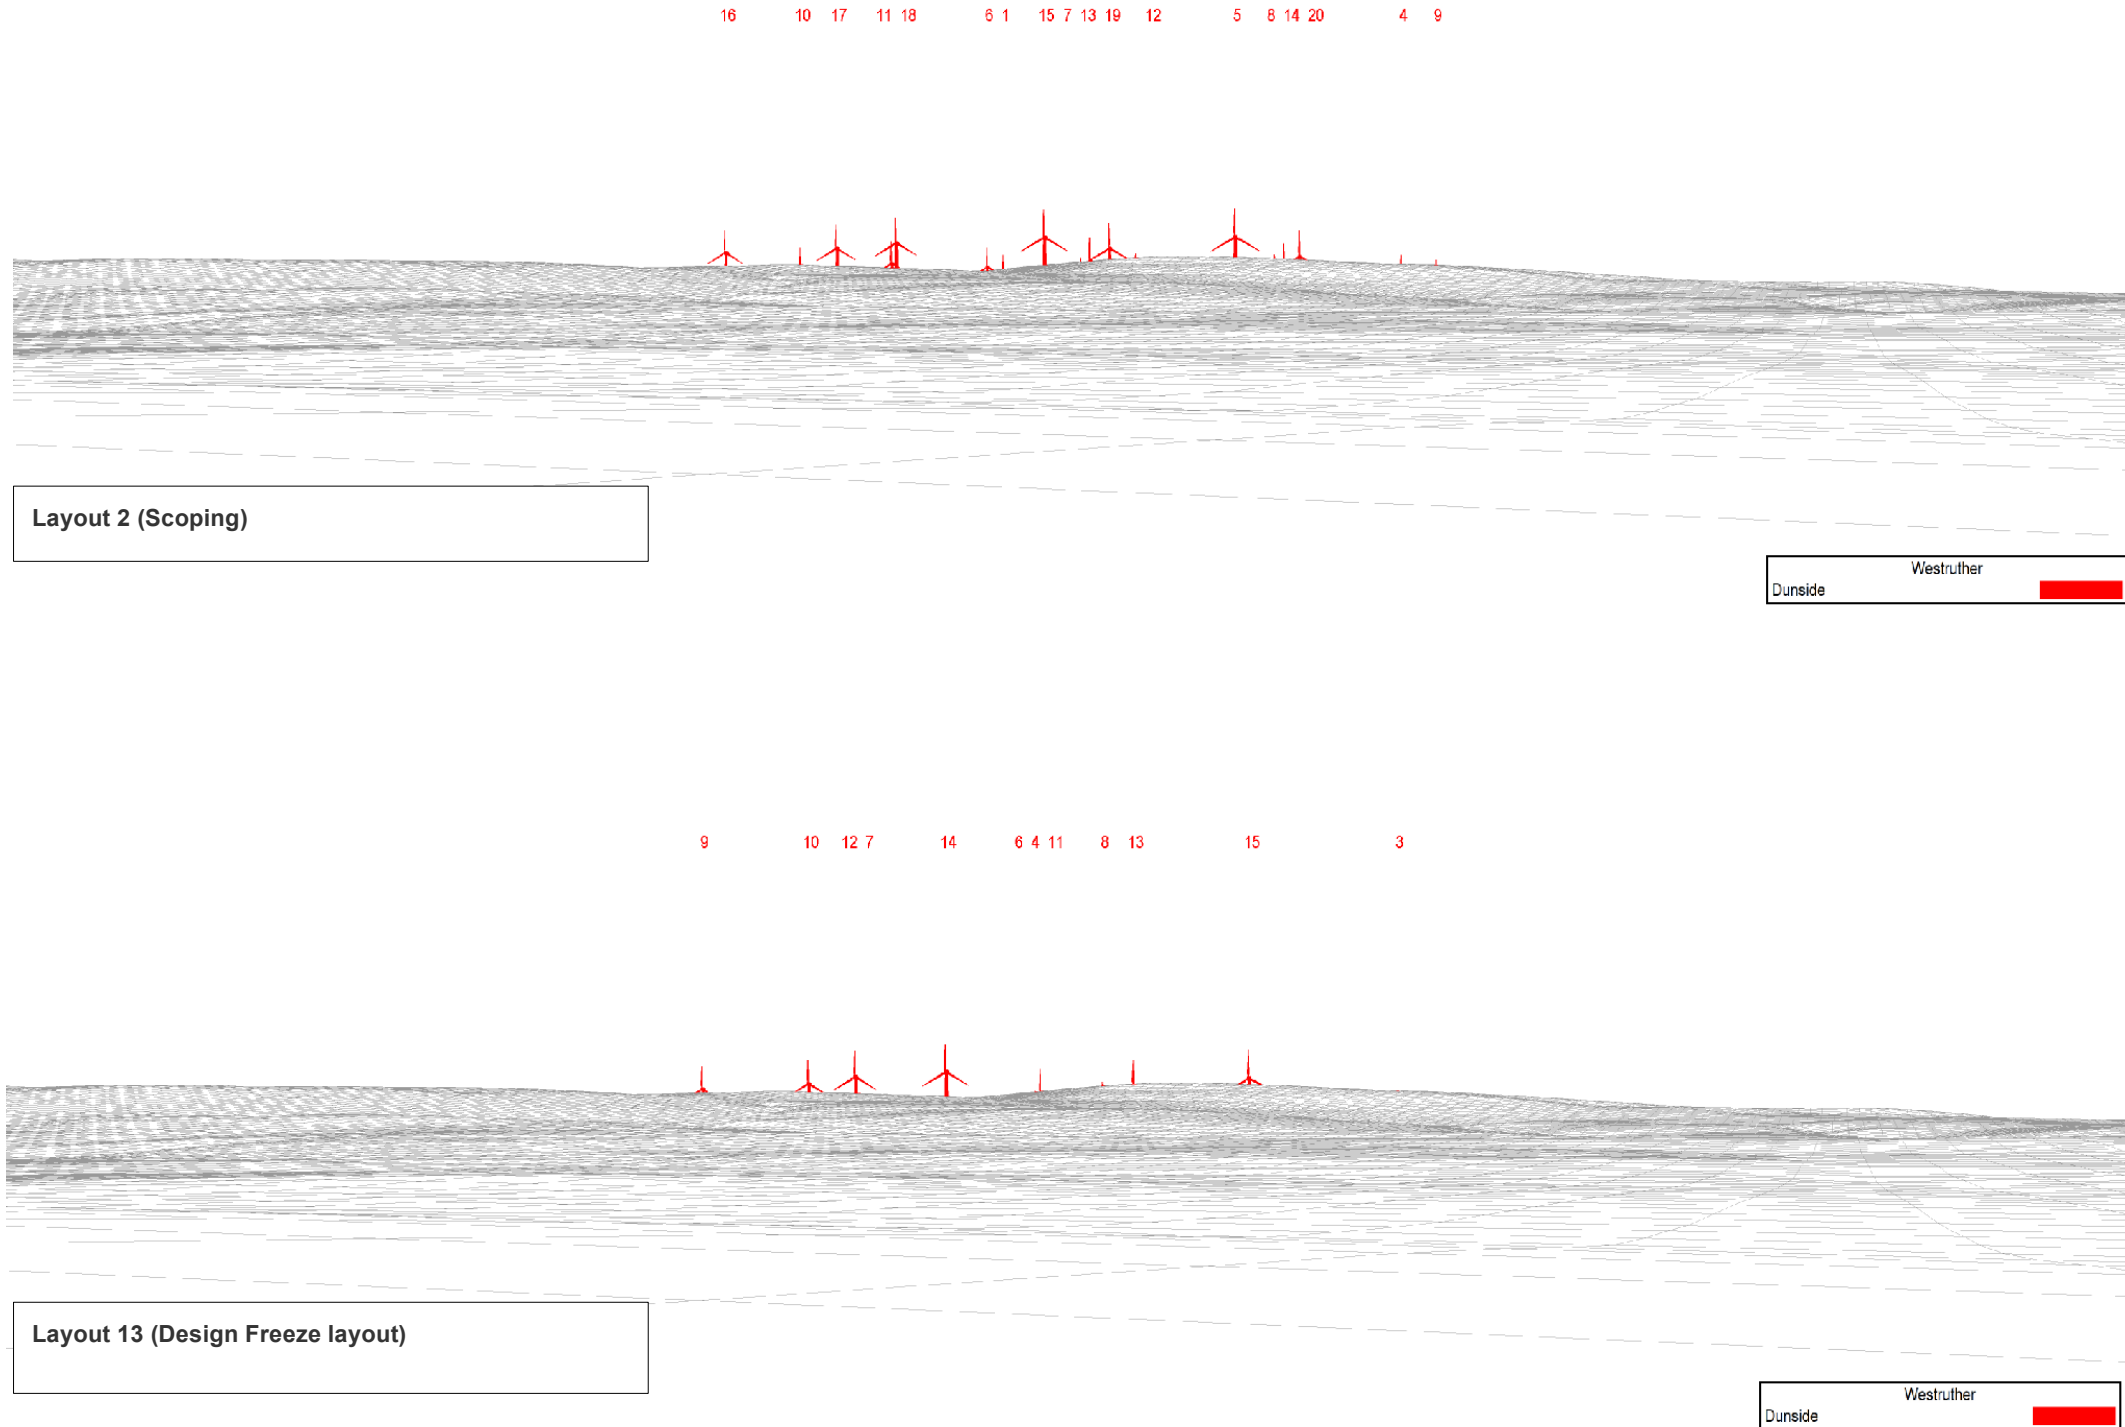 16 10 17 11 18 6 1 15 7 13 19 12 5 8 14 20 4 9
Layout 2 (Scoping)
Westruther
Dunside
9 10 12 7 14 6 4 11 8 13 15 3
Layout 13 (Design Freeze layout)
Westruther
Dunside